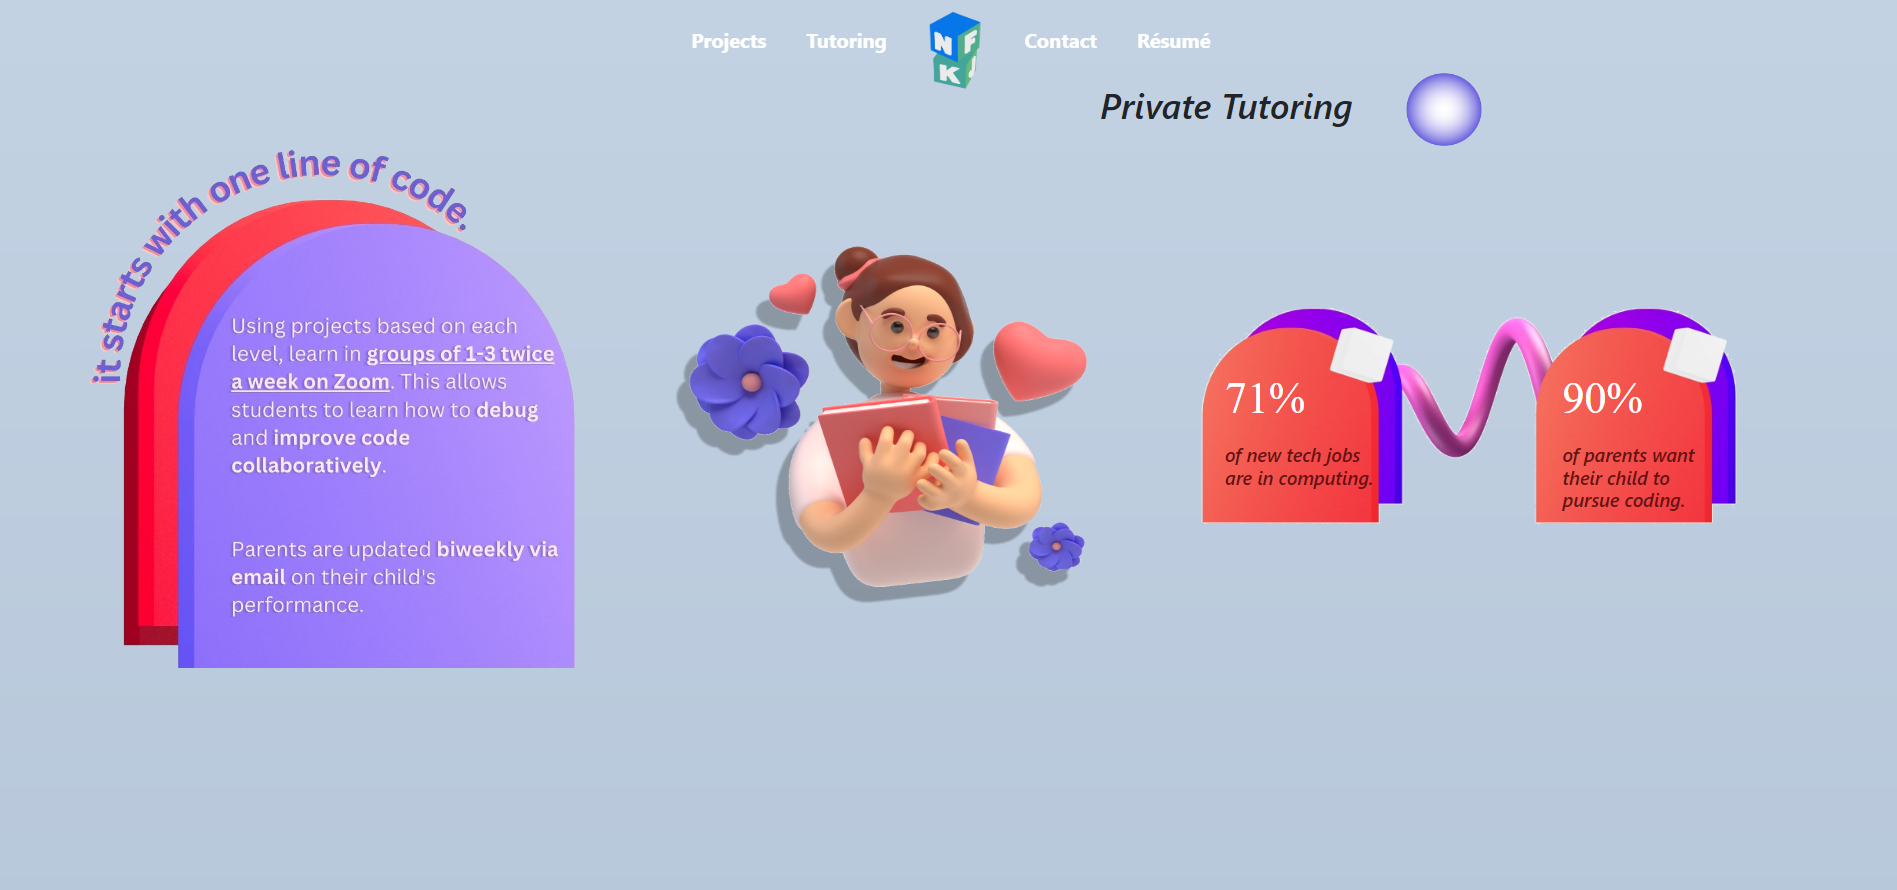 Projects
Tutoring
N F
K J
Contact
Résumé
Private Tutoring
it starts with one line of code.
Using projects based on each
level, learn in groups of 1-3 twice
a week on Zoom. This allows
students to learn how to debug
and improve code
collaboratively.
Parents are updated biweekly via
email on their child's
performance.
71%
of new tech jobs
are in computing.
90%
of parents want
their child to
pursue coding.